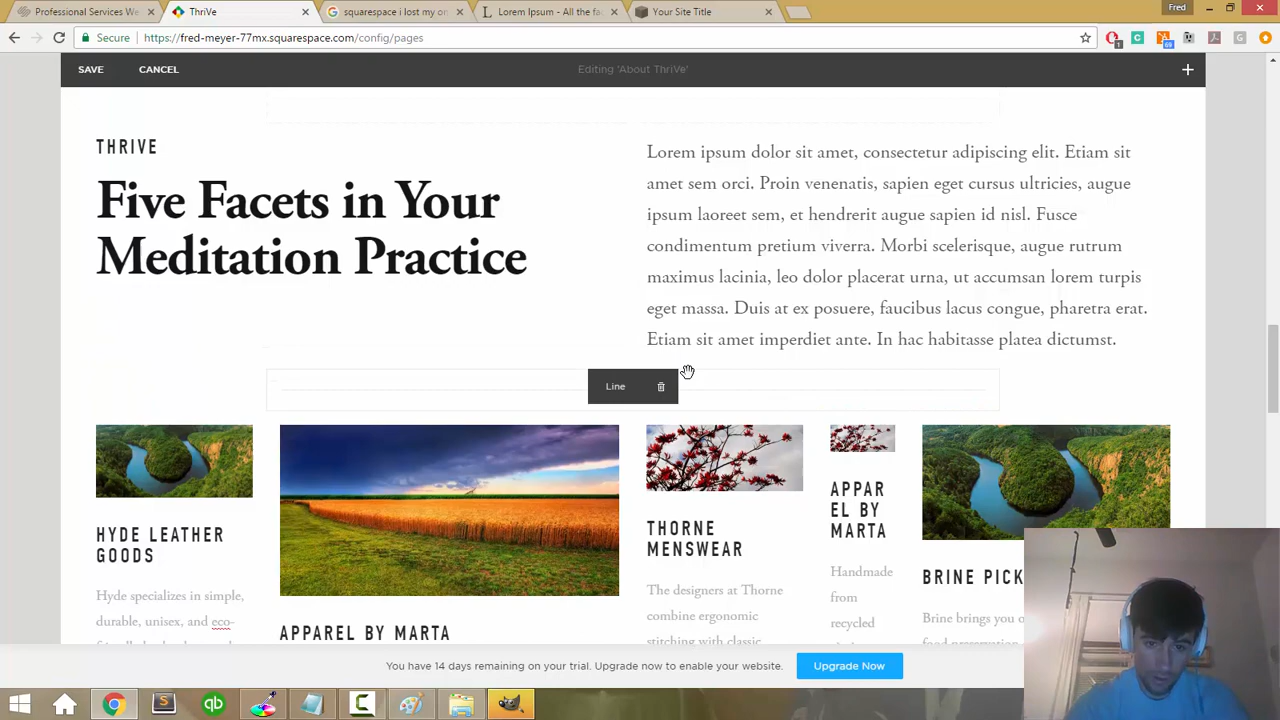 Professional Services We
ThriVe
squarespace i lost my on
Lorem Ipsum - All the fa
Your Site Title
Fred
Secure
https://fred-meyer-77mx.squarespace.com/config/pages
SAVE
CANCEL
Editing 'About ThriVe'
THRIVE
Five Facets in Your
Meditation Practice
Lorem ipsum dolor sit amet, consectetur adipiscing elit. Etiam sit
amet sem orci. Proin venenatis, sapien eget cursus ultricies, augue
ipsum laoreet sem, et hendrerit augue sapien id nisl. Fusce
condimentum pretium viverra. Morbi scelerisque, augue rutrum
maximus lacinia, leo dolor placerat urna, ut accumsan lorem turpis
eget massa. Duis at ex posuere, faucibus lacus congue, pharetra erat.
Etiam sit amet imperdiet ante. In hac habitasse platea dictumst.
Line
HYDE LEATHER
GOODS
Hyde specializes in simple,
durable, unisex, and eco-
APPAREL BY MARTA
THORNE
MENSWEAR
The designers at Thorne
combine ergonomic
stitching with classic
APPAR
EL BY
MARTA
Handmade
from
recycled
BRINE PICK
Brine brings you o
You have 14 days remaining on your trial. Upgrade now to enable your website.
Upgrade Now